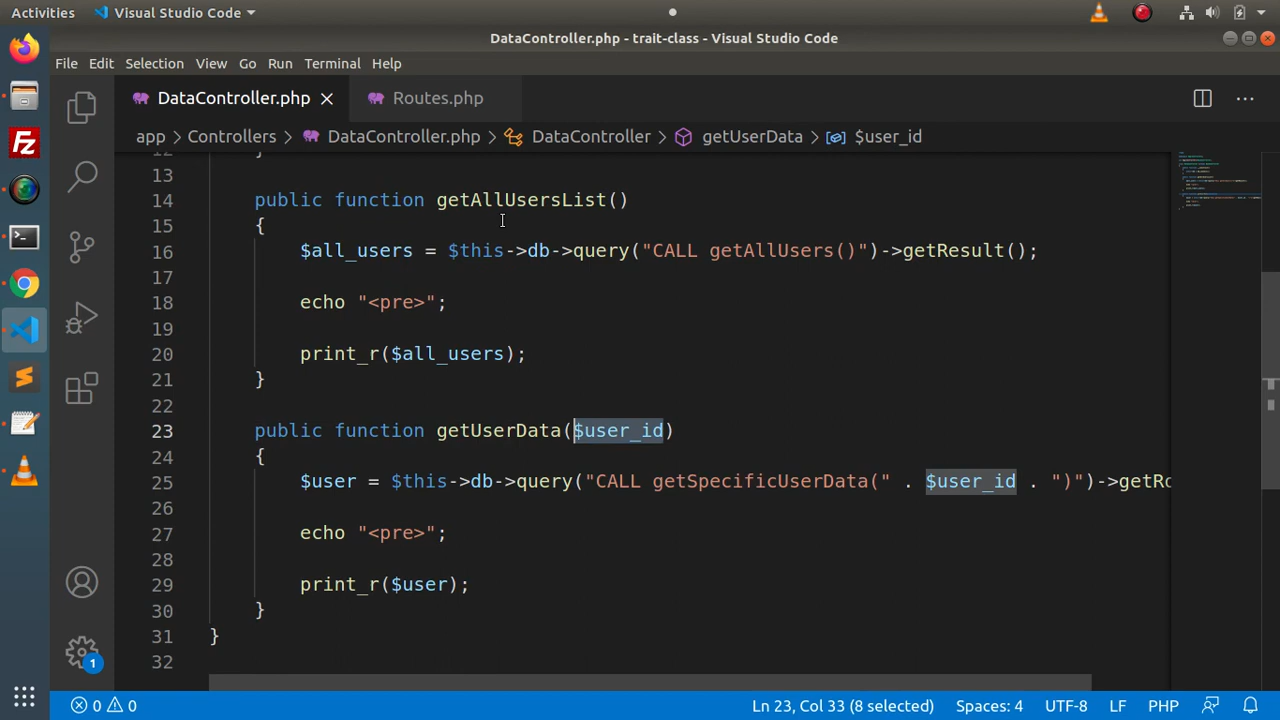 Activities Visual Studio Code
DataController.php - trait-class - Visual Studio Code
File Edit Selection View Go Run Terminal Help
DataController.php Routes.php
app > Controllers > DataController.php > DataController > getUserData > $user_id
13
14 public function getAllUsersList()
15 {
16 $all_users = $this->db->query("CALL getAllUsers()")->getResult();
17
18 echo "<pre>";
19
20 print_r($all_users);
21 }
22
23 public function getUserData($user_id)
24 {
25 $user = $this->db->query("CALL getSpecificUserData(" . $user_id . ")")->getRo
26
27 echo "<pre>";
28
29 print_r($user);
30 }
31 }
32
Fz
1
0 0 Ln 23, Col 33 (8 selected) Spaces: 4 UTF-8 LF PHP